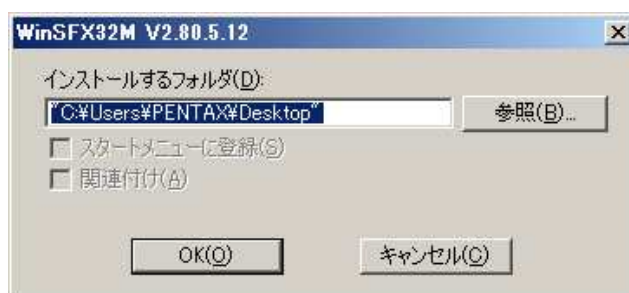 WinSFX32M V2.80.5.12
インストールするフォルダ(D):
"C:¥Users¥PENTAX¥Desktop"
参照(B)...
スタートメニューに登録(S)
関連付け(A)
OK(O)
キャンセル(C)